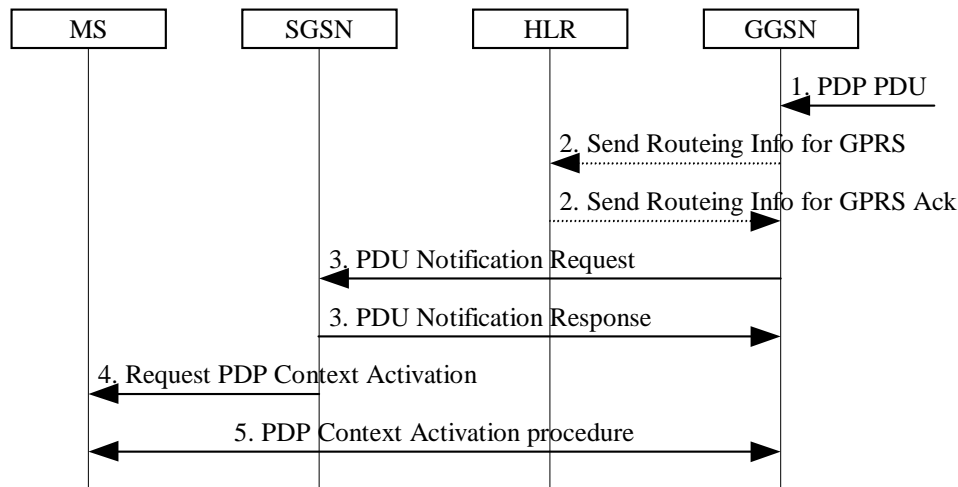 MS SGSN HLR GGSN
1. PDP PDU
2. Send Routeing Info for GPRS
2. Send Routeing Info for GPRS Ack
3. PDU Notification Request
3. PDU Notification Response
4. Request PDP Context Activation
5. PDP Context Activation procedure